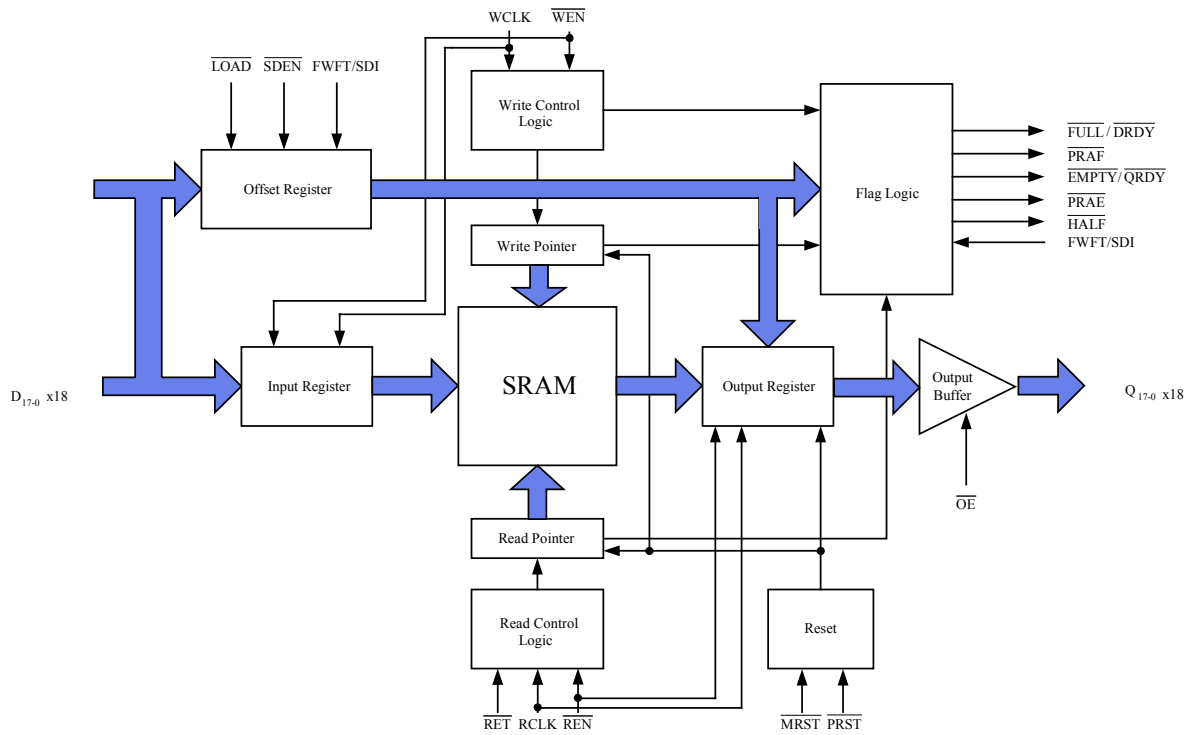 WCLK WEN
LOAD SDEN FWFT/SDI
Write Control
Logic
Offset Register
Flag Logic
FULL / DRDY
PRAF
EMPTY/ QRDY
PRAE
HALF
FWFT/SDI
Write Pointer
D17-0 x18
Input Register
SRAM
Output Register
Output
Buffer
Q17-0 x18
OE
Read Pointer
Read Control
Logic
Reset
RET RCLK REN
MRST PRST